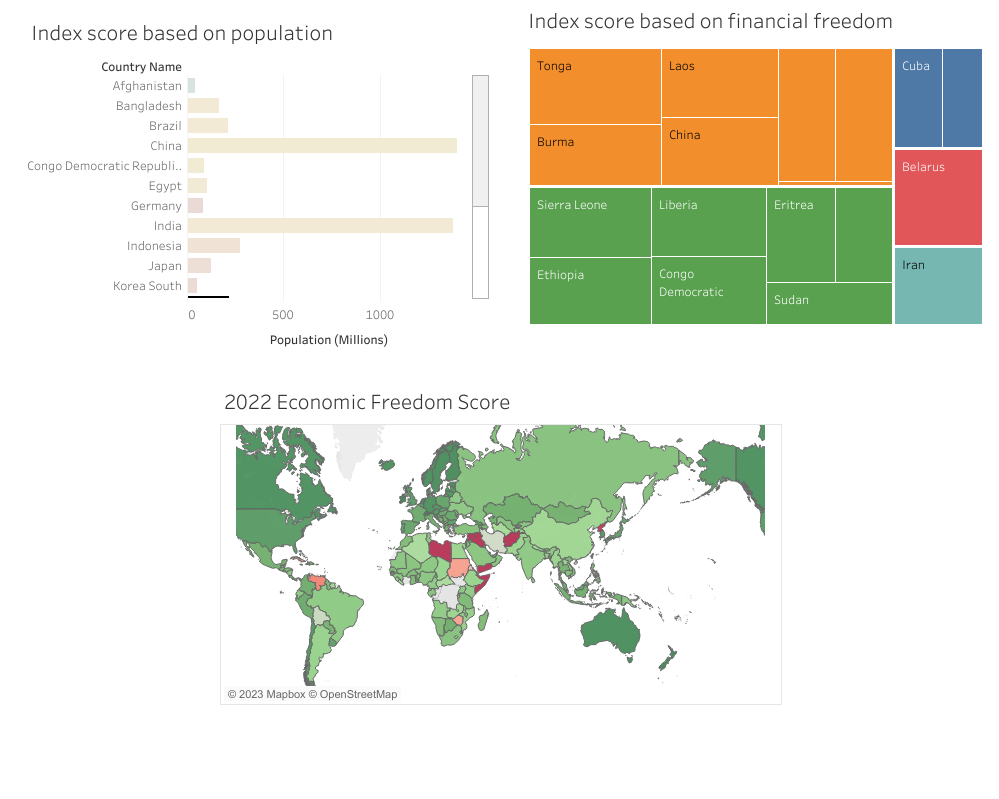 Index score based on population
Country Name
Afghanistan
Bangladesh
Brazil
China
Congo Democratic Republi..
Egypt
Germany
India
Indonesia
Japan
Korea South
0 500 1000
Population (Millions)
Index score based on financial freedom
Tonga
Laos
Burma
China
Sierra Leone
Liberia
Eritrea
Ethiopia
Congo
Democratic
Sudan
Cuba
Belarus
Iran
2022 Economic Freedom Score
© 2023 Mapbox © OpenStreetMap